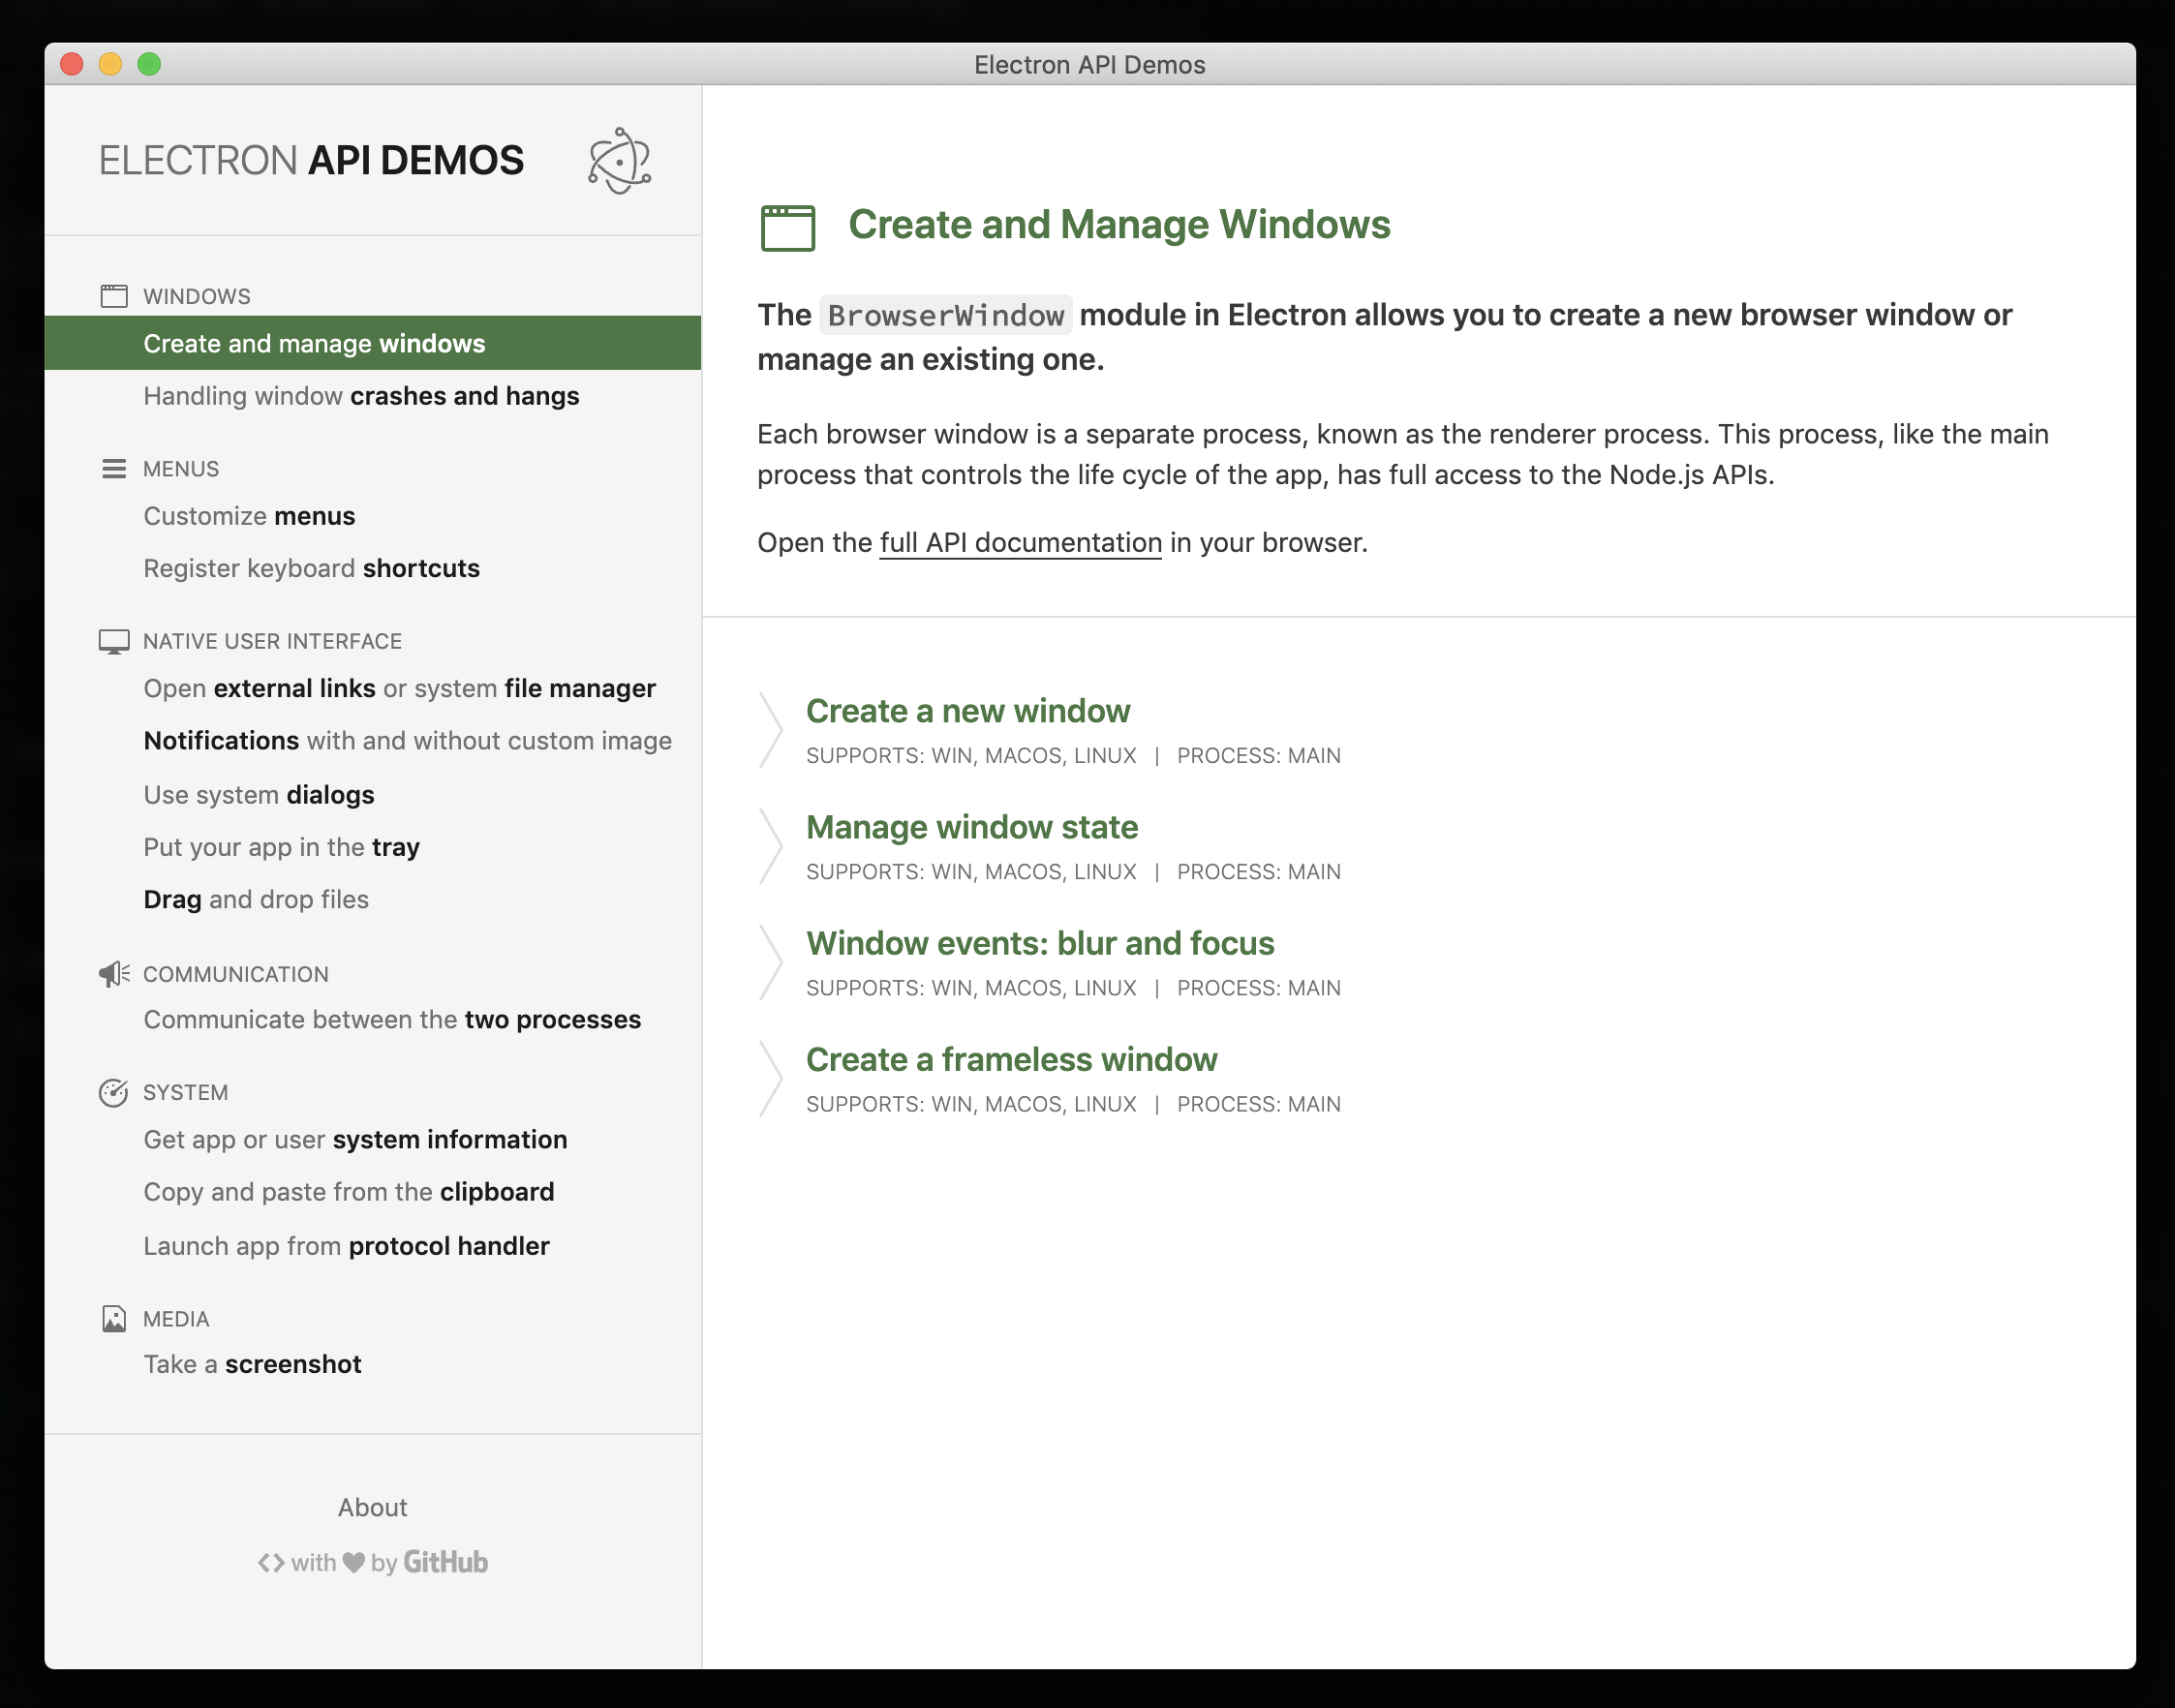 Electron API Demos
ELECTRON API DEMOS
WINDOWS
Create and manage windows
Handling window crashes and hangs
MENUS
Customize menus
Register keyboard shortcuts
NATIVE USER INTERFACE
Open external links or system file manager
Notifications with and without custom image
Use system dialogs
Put your app in the tray
Drag and drop files
COMMUNICATION
Communicate between the two processes
SYSTEM
Get app or user system information
Copy and paste from the clipboard
Launch app from protocol handler
MEDIA
Take a screenshot
About
<> with ♥ by GitHub
Create and Manage Windows
The BrowserWindow module in Electron allows you to create a new browser window or
manage an existing one.
Each browser window is a separate process, known as the renderer process. This process, like the main
process that controls the life cycle of the app, has full access to the Node.js APIs.
Open the full API documentation in your browser.
Create a new window
SUPPORTS: WIN, MACOS, LINUX | PROCESS: MAIN
Manage window state
SUPPORTS: WIN, MACOS, LINUX | PROCESS: MAIN
Window events: blur and focus
SUPPORTS: WIN, MACOS, LINUX | PROCESS: MAIN
Create a frameless window
SUPPORTS: WIN, MACOS, LINUX | PROCESS: MAIN